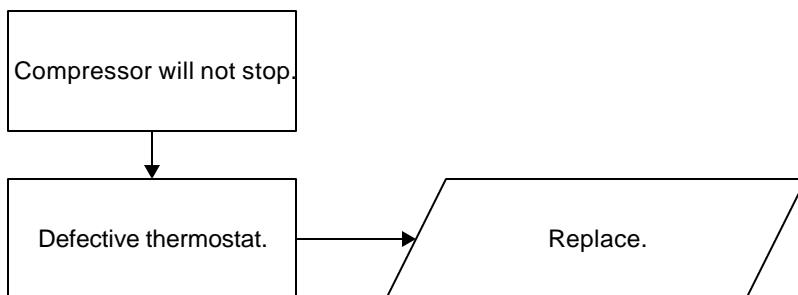 Compressor will not stop.
Defective thermostat.
Replace.